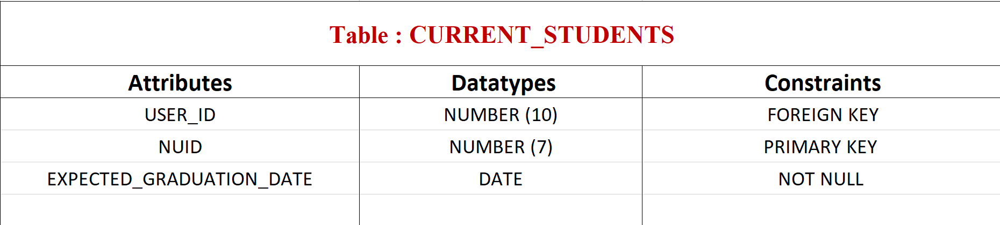 Table : CURRENT_STUDENTS
Attributes Datatypes Constraints
USER_ID NUMBER (10) FOREIGN KEY
NUID NUMBER (7) PRIMARY KEY
EXPECTED_GRADUATION_DATE DATE NOT NULL